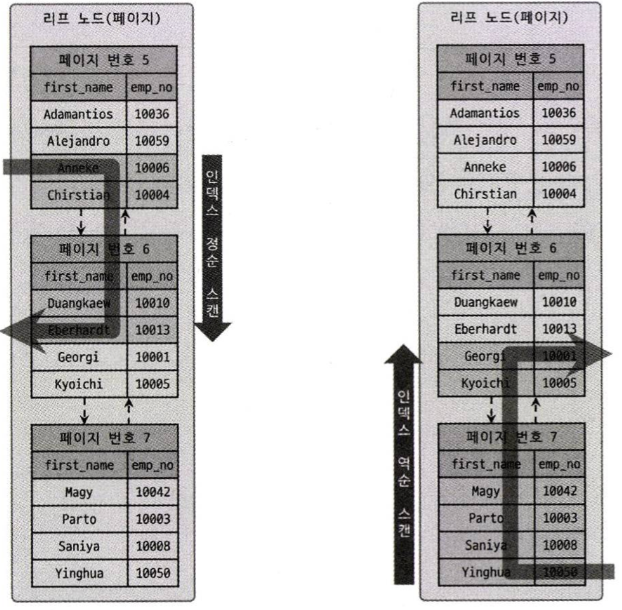 리프 노드(페이지)
페이지 번호 5
first_name emp_no
Adamantios 10036
Alejandro 10059
Anneke 10006
Chirstian 10004
페이지 번호 6
first_name emp_no
Duangkaew 10010
Eberhardt 10013
Georgi 10001
Kyoichi 10005
페이지 번호 7
first_name emp_no
Magy 10042
Parto 10003
Saniya 10008
Yinghua 10050
인덱스 정순 스캔
리프 노드(페이지)
페이지 번호 5
first_name emp_no
Adamantios 10036
Alejandro 10059
Anneke 10006
Chirstian 10004
페이지 번호 6
first_name emp_no
Duangkaew 10010
Eberhardt 10013
Georgi 10001
Kyoichi 10005
페이지 번호 7
first_name emp_no
Magy 10042
Parto 10003
Saniya 10008
Yinghua 10050
인덱스 역순 스캔